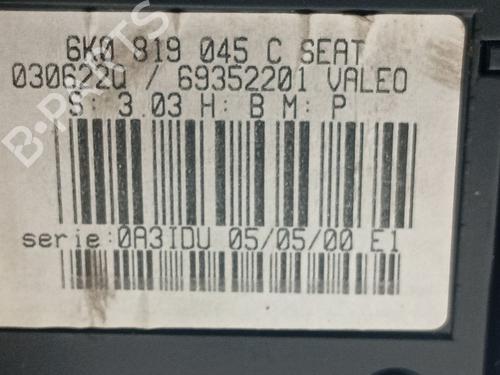 6K0 819 045 C SEAT
030622Q / 69352201 VALEO
S: 3.03 H: B M: P
serie:0A3IDU 05/05/00 E1
B-PARTS